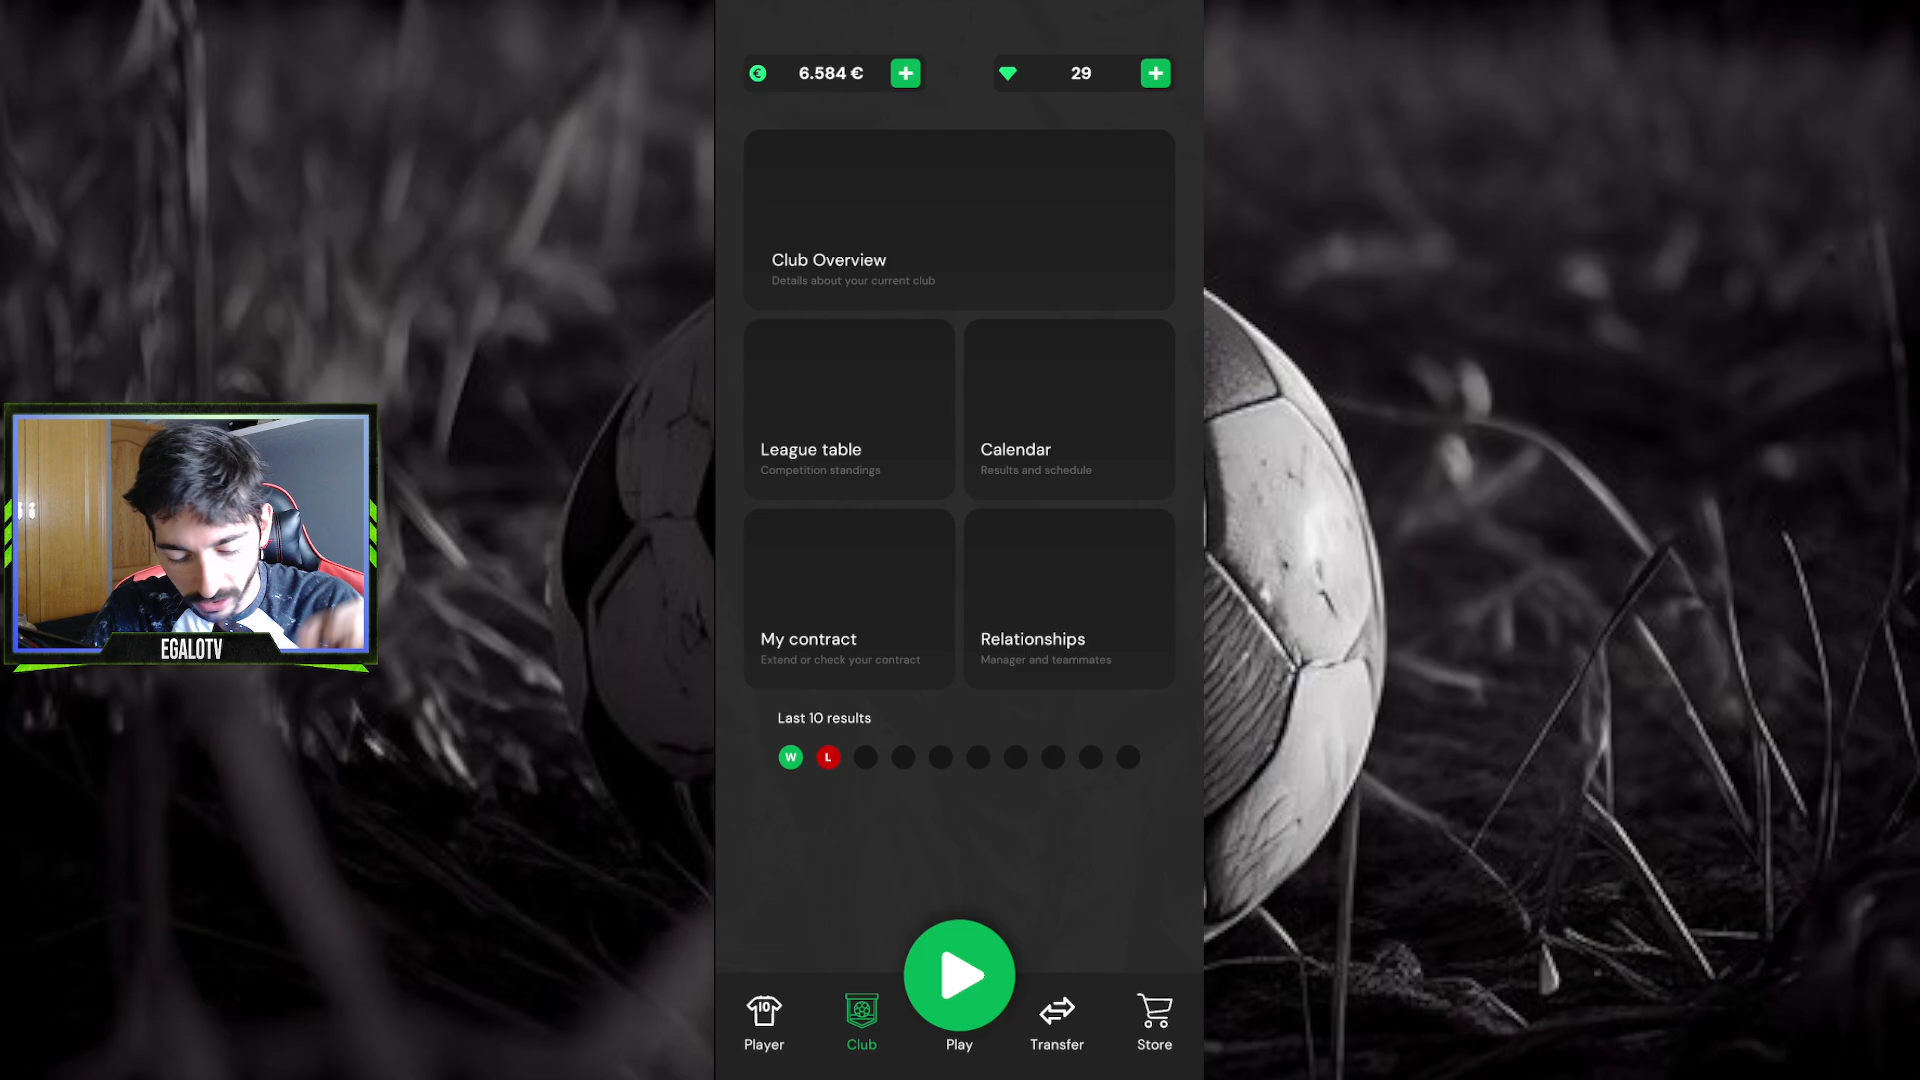 6.584 €
29
Club Overview
Details about your current club
League table
Competition standings
Calendar
Results and schedule
My contract
Extend or check your contract
Relationships
Manager and teammates
EGALOTV
Last 10 results
W L
10
Player
Club
Play
Transfer
Store